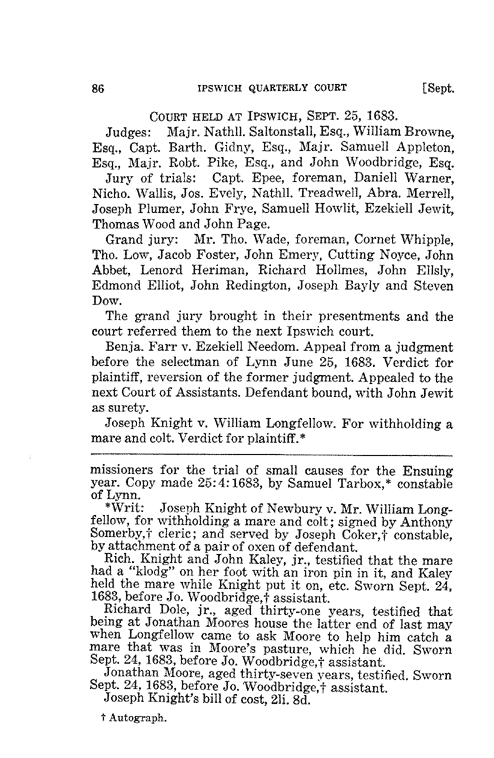 86 IPSWICH QUARTERLY COURT [Sept.
COURT HELD AT IPSWICH, SEPT. 25, 1683.
Judges: Majr. Nathll. Saltonstall, Esq., William Browne,
Esq., Capt. Barth. Gidny, Esq., Majr. Samuell Appleton,
Esq., Majr. Robt. Pike, Esq., and John Woodbridge, Esq.
Jury of trials: Capt. Epee, foreman, Daniell Warner,
Nicho. Wallis, Jos. Evely, Nathll. Treadwell, Abra. Merrell,
Joseph Plumer, John Frye, Samuell Howlit, Ezekiell Jewit,
Thomas Wood and John Page.
Grand jury: Mr. Tho. Wade, foreman, Cornet Whipple,
Tho. Low, Jacob Foster, John Emery, Cutting Noyce, John
Abbet, Lenord Heriman, Richard Hollmes, John Ellsly,
Edmond Elliot, John Redington, Joseph Bayly and Steven
Dow.
The grand jury brought in their presentments and the
court referred them to the next Ipswich court.
Benja. Farr v. Ezekiell Needom. Appeal from a judgment
before the selectman of Lynn June 25, 1683. Verdict for
plaintiff, reversion of the former judgment. Appealed to the
next Court of Assistants. Defendant bound, with John Jewit
as surety.
Joseph Knight v. William Longfellow. For withholding a
mare and colt. Verdict for plaintiff.*
missioners for the trial of small causes for the Ensuing
year. Copy made 25:4:1683, by Samuel Tarbox,* constable
of Lynn.
*Writ: Joseph Knight of Newbury v. Mr. William Long-
fellow, for withholding a mare and colt; signed by Anthony
Somerby,† cleric; and served by Joseph Coker,† constable,
by attachment of a pair of oxen of defendant.
Rich. Knight and John Kaley, jr., testified that the mare
had a "klodg" on her foot with an iron pin in it, and Kaley
held the mare while Knight put it on, etc. Sworn Sept. 24,
1683, before Jo. Woodbridge,† assistant.
Richard Dole, jr., aged thirty-one years, testified that
being at Jonathan Moores house the latter end of last may
when Longfellow came to ask Moore to help him catch a
mare that was in Moore's pasture, which he did. Sworn
Sept. 24, 1683, before Jo. Woodbridge,† assistant.
Jonathan Moore, aged thirty-seven years, testified. Sworn
Sept. 24, 1683, before Jo. Woodbridge,† assistant.
Joseph Knight's bill of cost, 2li. 8d.
† Autograph.